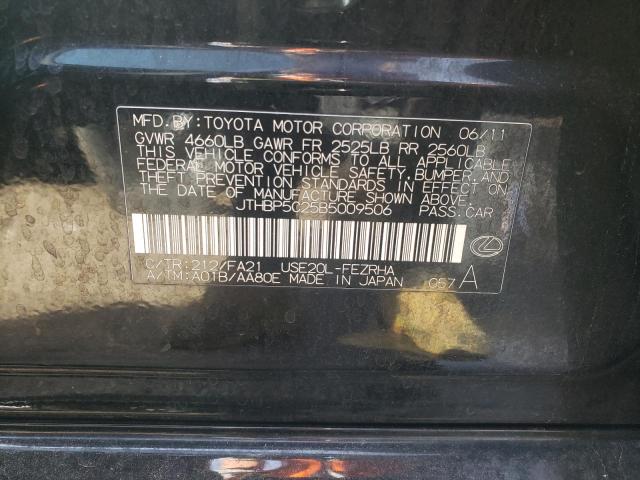 MFD. BY: TOYOTA MOTOR CORPORATION 06/11
GVWR 4660LB GAWR FR 2525LB RR 2560LB
THIS VEHICLE CONFORMS TO ALL APPLICABLE
FEDERAL MOTOR VEHICLE SAFETY, BUMPER, AND
THEFT PREVENTION STANDARDS IN EFFECT ON
THE DATE OF MANUFACTURE SHOWN ABOVE.
JTHBP5C25B5009506 PASS. CAR
C/TR: 212/FA21 USE20L-FEZRHA
A/TM: A01B/AA80E MADE IN JAPAN 057 A